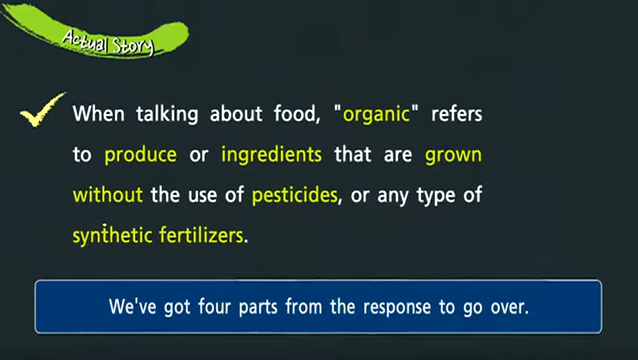 Actual Story
When talking about food, "organic" refers
to produce or ingredients that are grown
without the use of pesticides, or any type of
synthetic fertilizers.
We've got four parts from the response to go over.